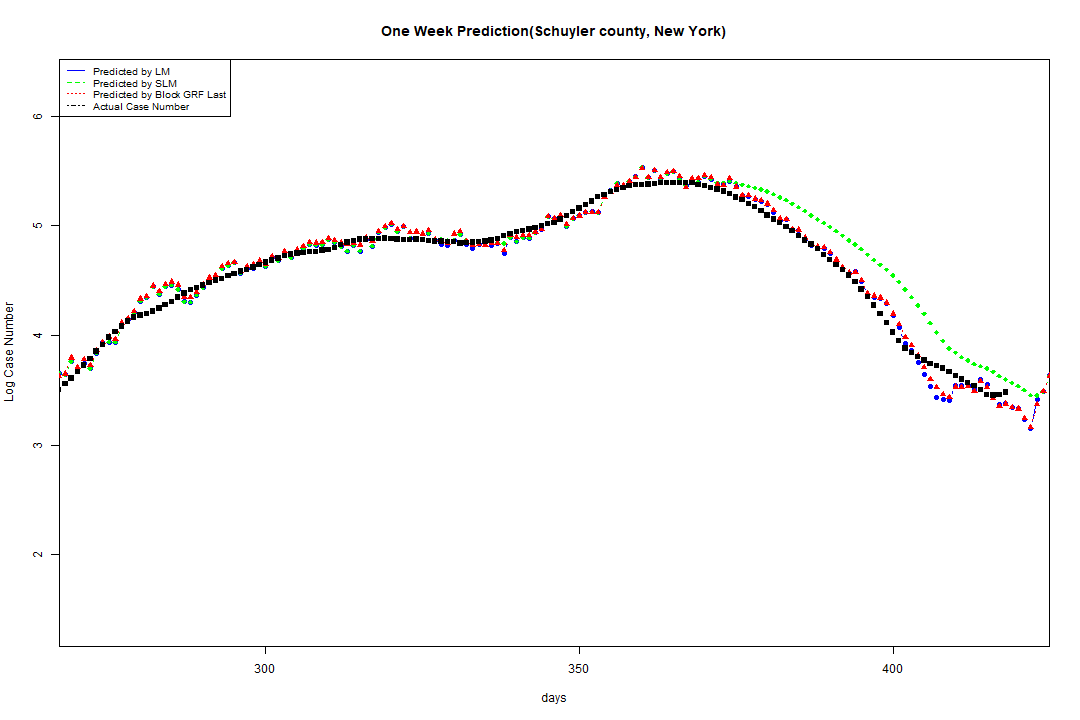 One Week Prediction(Schuyler county, New York)
Predicted by LM
Predicted by SLM
Predicted by Block GRF Last
Actual Case Number
6
5
4
3
2
Log Case Number
300
350
400
days